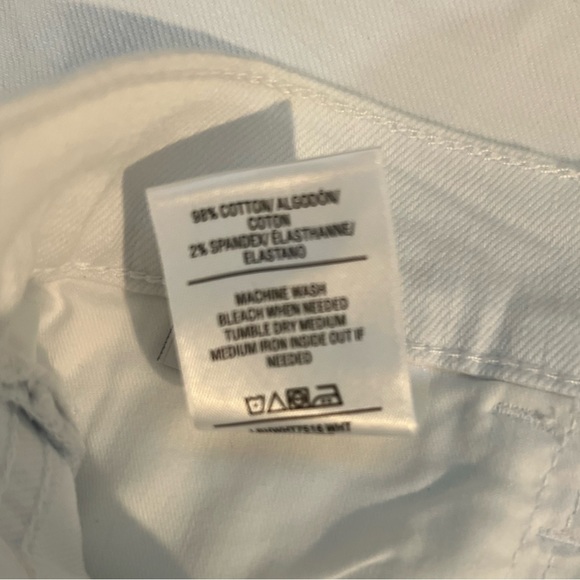 98% COTTON/ ALGODÓN/
COTON
2% SPANDEX/ ÉLASTHANNE/
ELASTANO
MACHINE WASH
BLEACH WHEN NEEDED
TUMBLE DRY MEDIUM
MEDIUM IRON INSIDE OUT IF
NEEDED
WHT